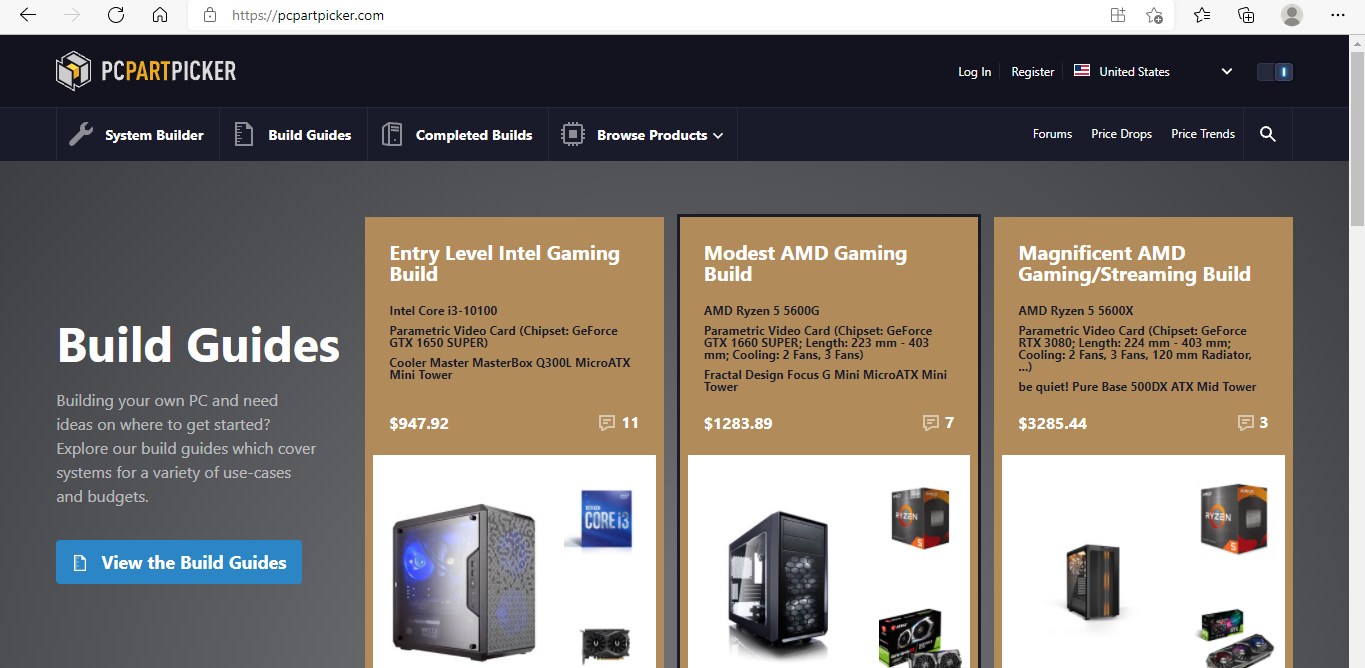 https://pcpartpicker.com
PCPARTPICKER
Log In
Register
United States
System Builder
Build Guides
Completed Builds
Browse Products
Forums
Price Drops
Price Trends
Build Guides
Building your own PC and need
ideas on where to get started?
Explore our build guides which cover
systems for a variety of use-cases
and budgets.
View the Build Guides
Entry Level Intel Gaming
Build
Intel Core i3-10100
Parametric Video Card (Chipset: GeForce
GTX 1650 SUPER)
Cooler Master MasterBox Q300L MicroATX
Mini Tower
$947.92
11
CORE i3
Modest AMD Gaming
Build
AMD Ryzen 5 5600G
Parametric Video Card (Chipset: GeForce
GTX 1660 SUPER; Length: 223 mm - 403
mm; Cooling: 2 Fans, 3 Fans)
Fractal Design Focus G Mini MicroATX Mini
Tower
$1283.89
7
RYZEN
5
Magnificent AMD
Gaming/Streaming Build
AMD Ryzen 5 5600X
Parametric Video Card (Chipset: GeForce
RTX 3080; Length: 224 mm - 403 mm;
Cooling: 2 Fans, 3 Fans, 120 mm Radiator,
...)
be quiet! Pure Base 500DX ATX Mid Tower
$3285.44
3
RYZEN
5